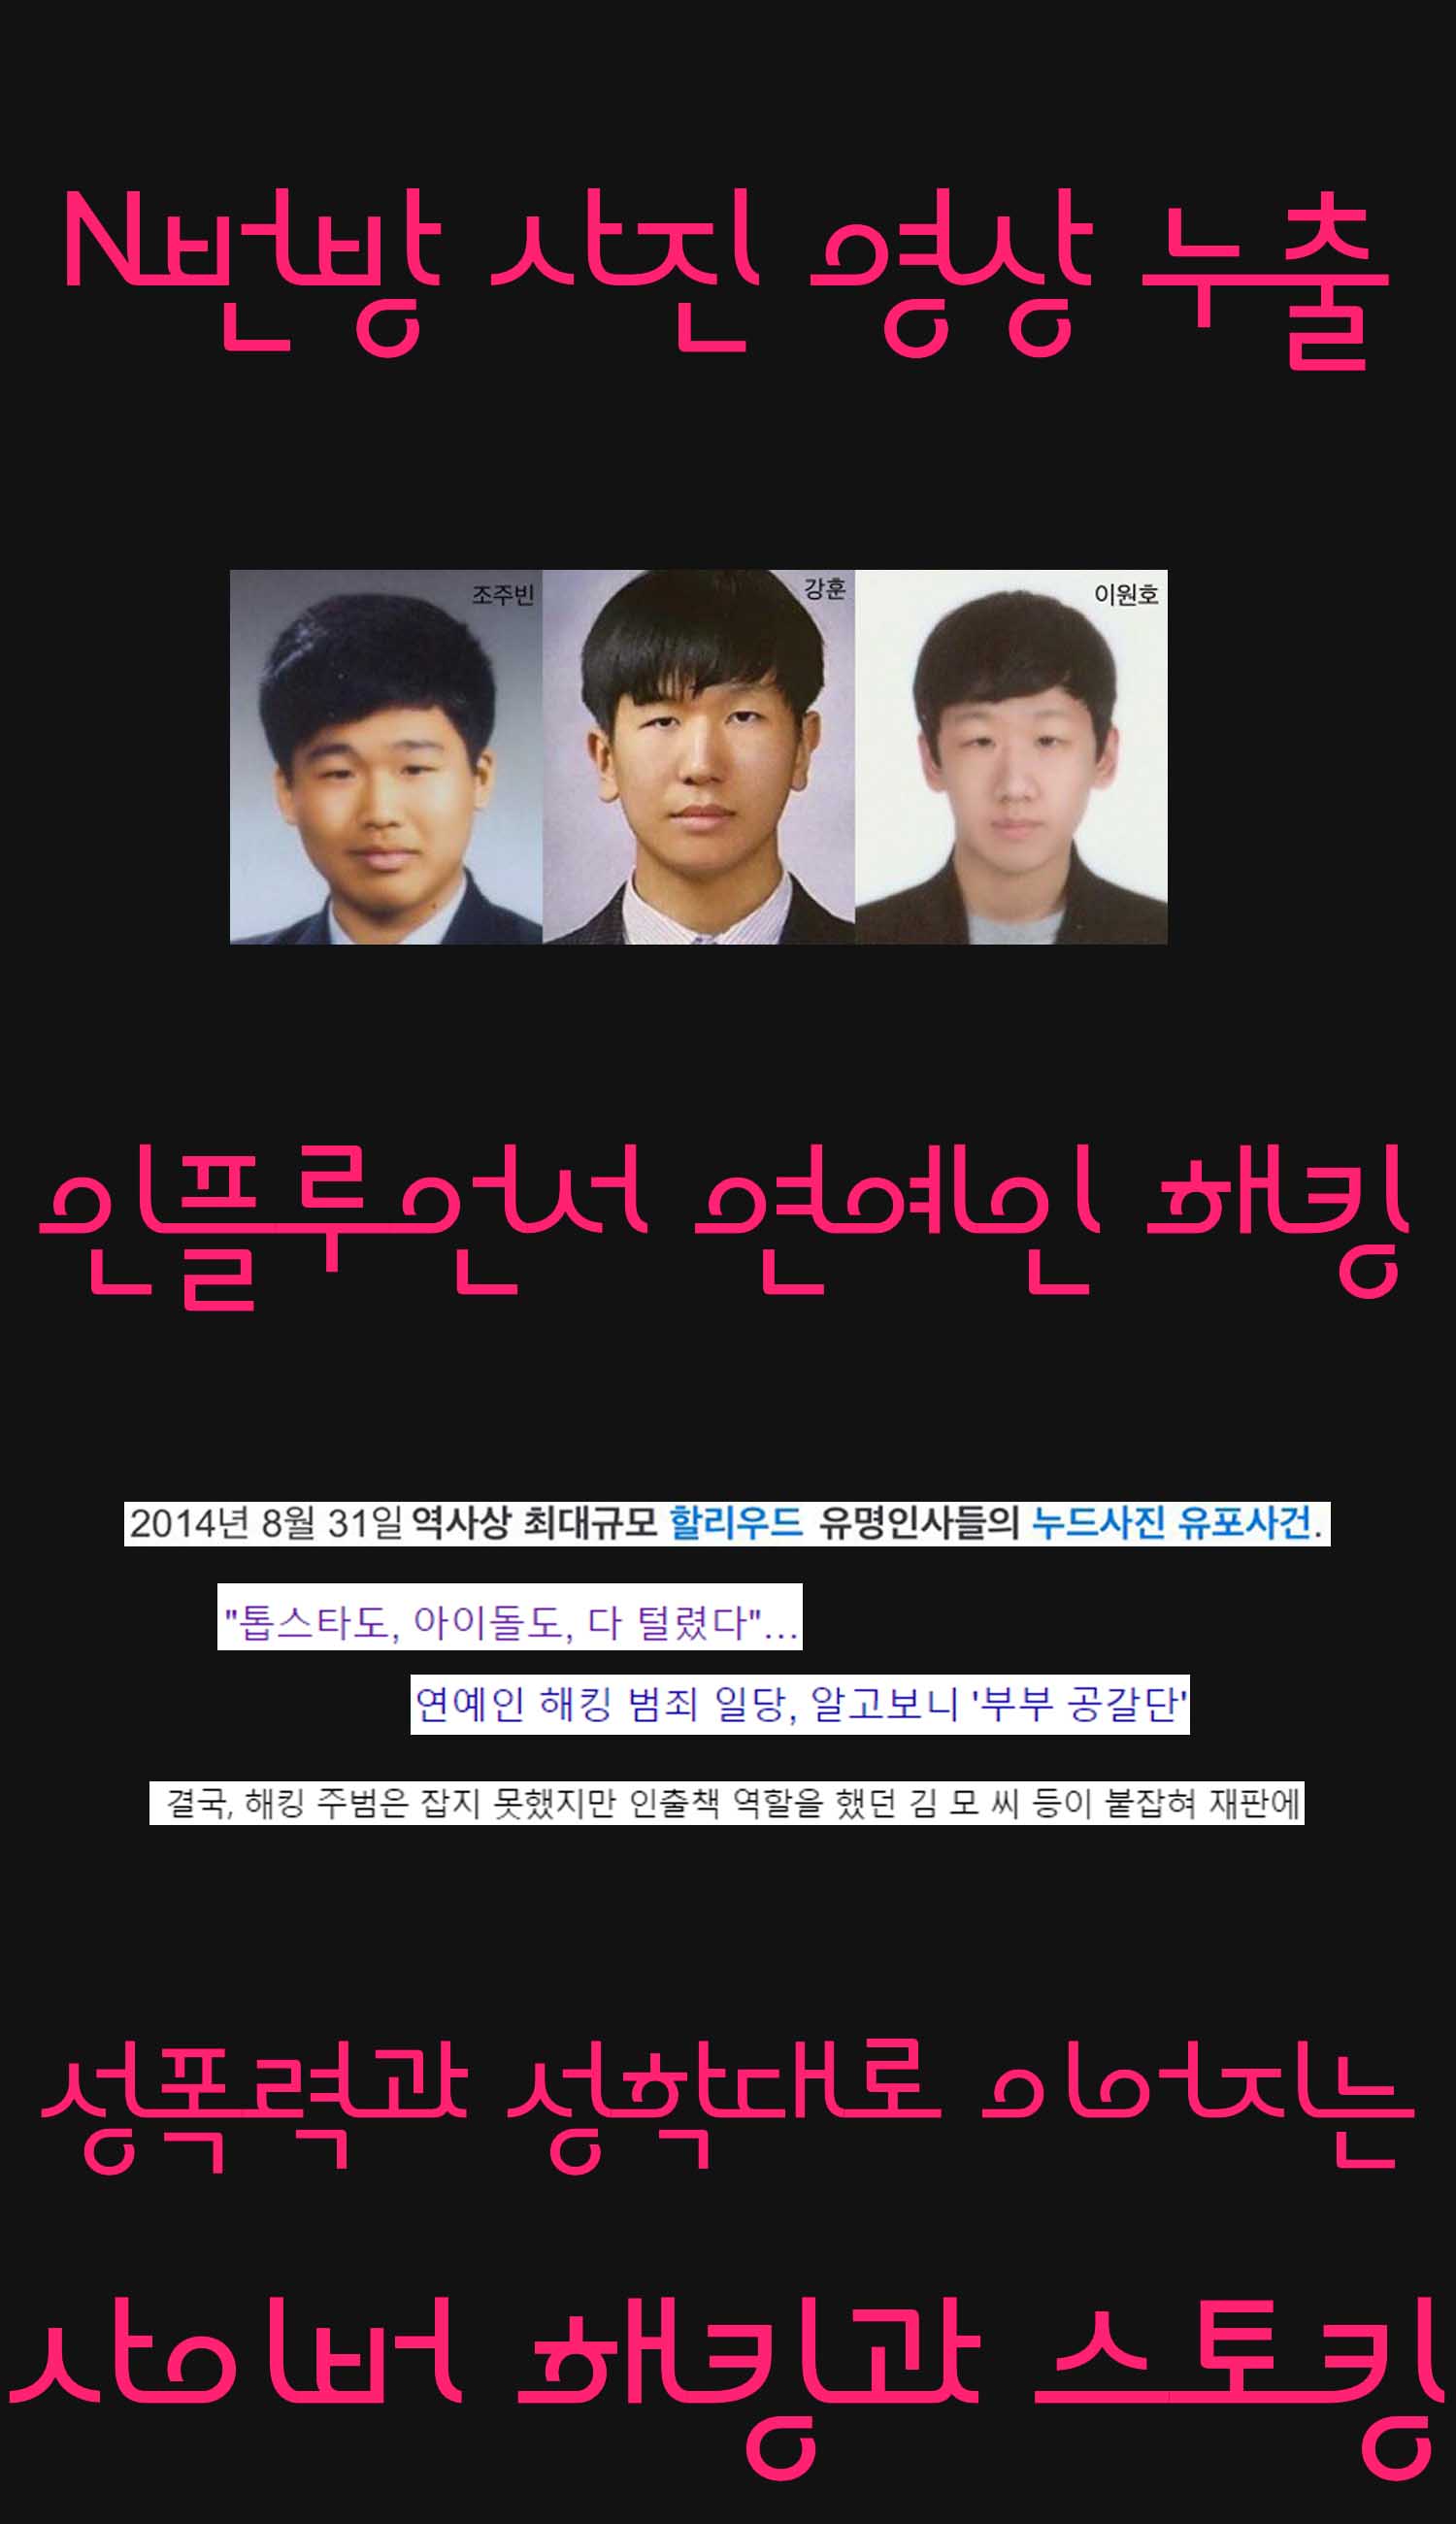 N번방 사진 영상 누출
조주빈 강훈 이원호
인플루언서 연예인 해킹
2014년 8월 31일 역사상 최대규모 할리우드 유명인사들의 누드사진 유포사건.
"톱스타도, 아이돌도, 다 털렸다"...
연예인 해킹 범죄 일당, 알고보니 '부부 공갈단'
결국, 해킹 주범은 잡지 못했지만 인출책 역할을 했던 김 모 씨 등이 붙잡혀 재판에
성폭력과 성학대로 이어지는
사이버 해킹과 스토킹